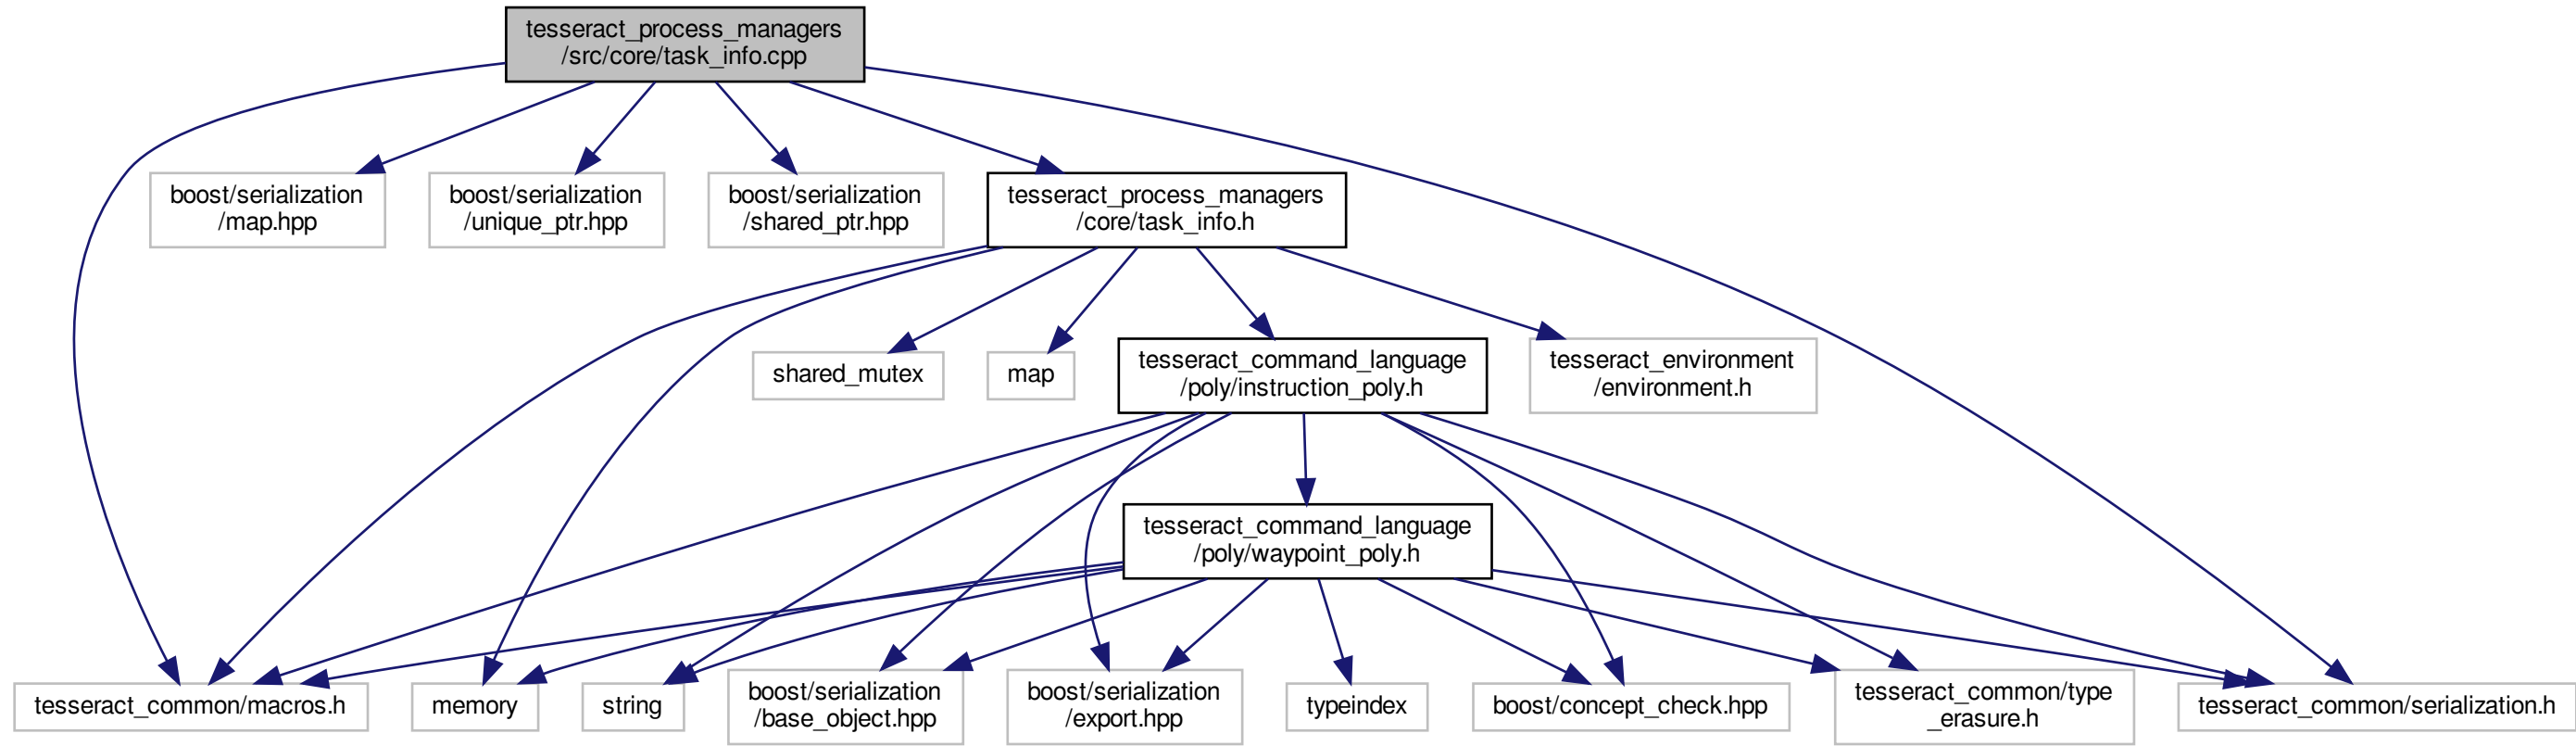 tesseract_process_managers
/src/core/task_info.cpp
boost/serialization
/map.hpp
boost/serialization
/unique_ptr.hpp
boost/serialization
/shared_ptr.hpp
tesseract_process_managers
/core/task_info.h
shared_mutex
map
tesseract_command_language
/poly/instruction_poly.h
tesseract_environment
/environment.h
tesseract_command_language
/poly/waypoint_poly.h
tesseract_common/macros.h
memory
string
boost/serialization
/base_object.hpp
boost/serialization
/export.hpp
typeindex
boost/concept_check.hpp
tesseract_common/type
_erasure.h
tesseract_common/serialization.h